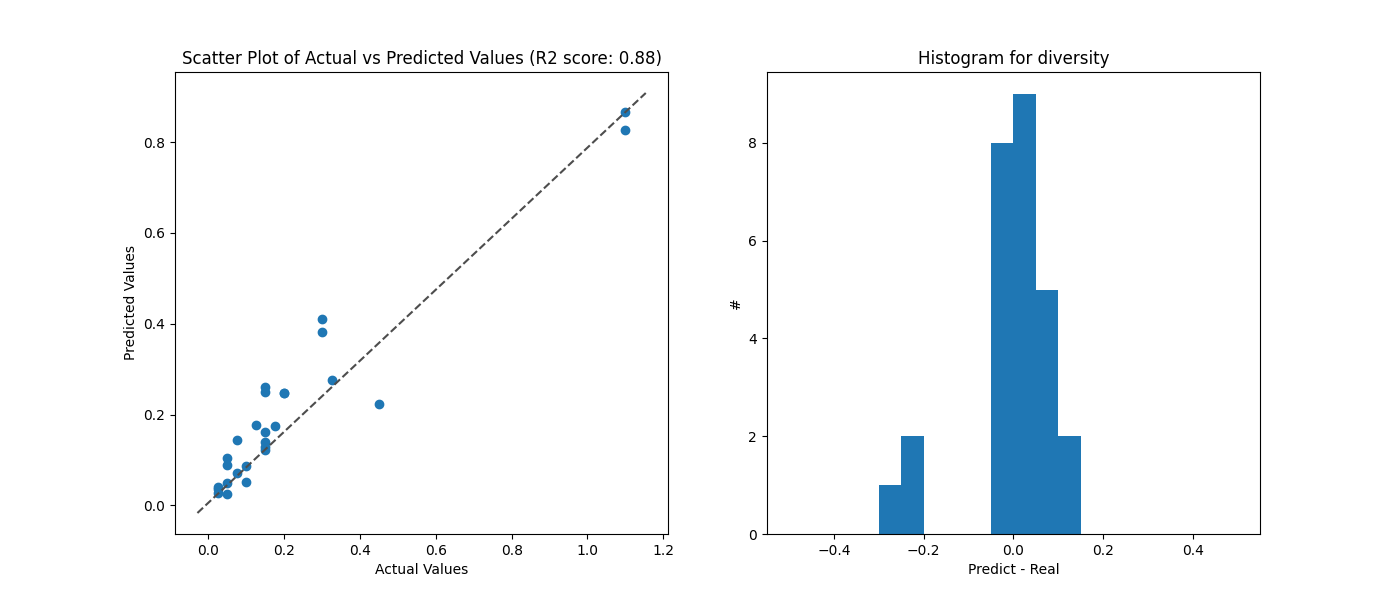 Scatter Plot of Actual vs Predicted Values (R2 score: 0.88)
Predicted Values
0.8
0.6
0.4
0.2
0.0
0.0 0.2 0.4 0.6 0.8 1.0 1.2
Actual Values
Histogram for diversity
#
8
6
4
2
0
−0.4 −0.2 0.0 0.2 0.4
Predict - Real